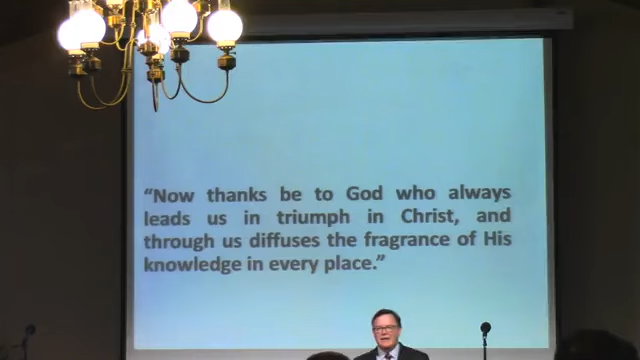 “Now thanks be to God who always
leads us in triumph in Christ, and
through us diffuses the fragrance of His
knowledge in every place.”